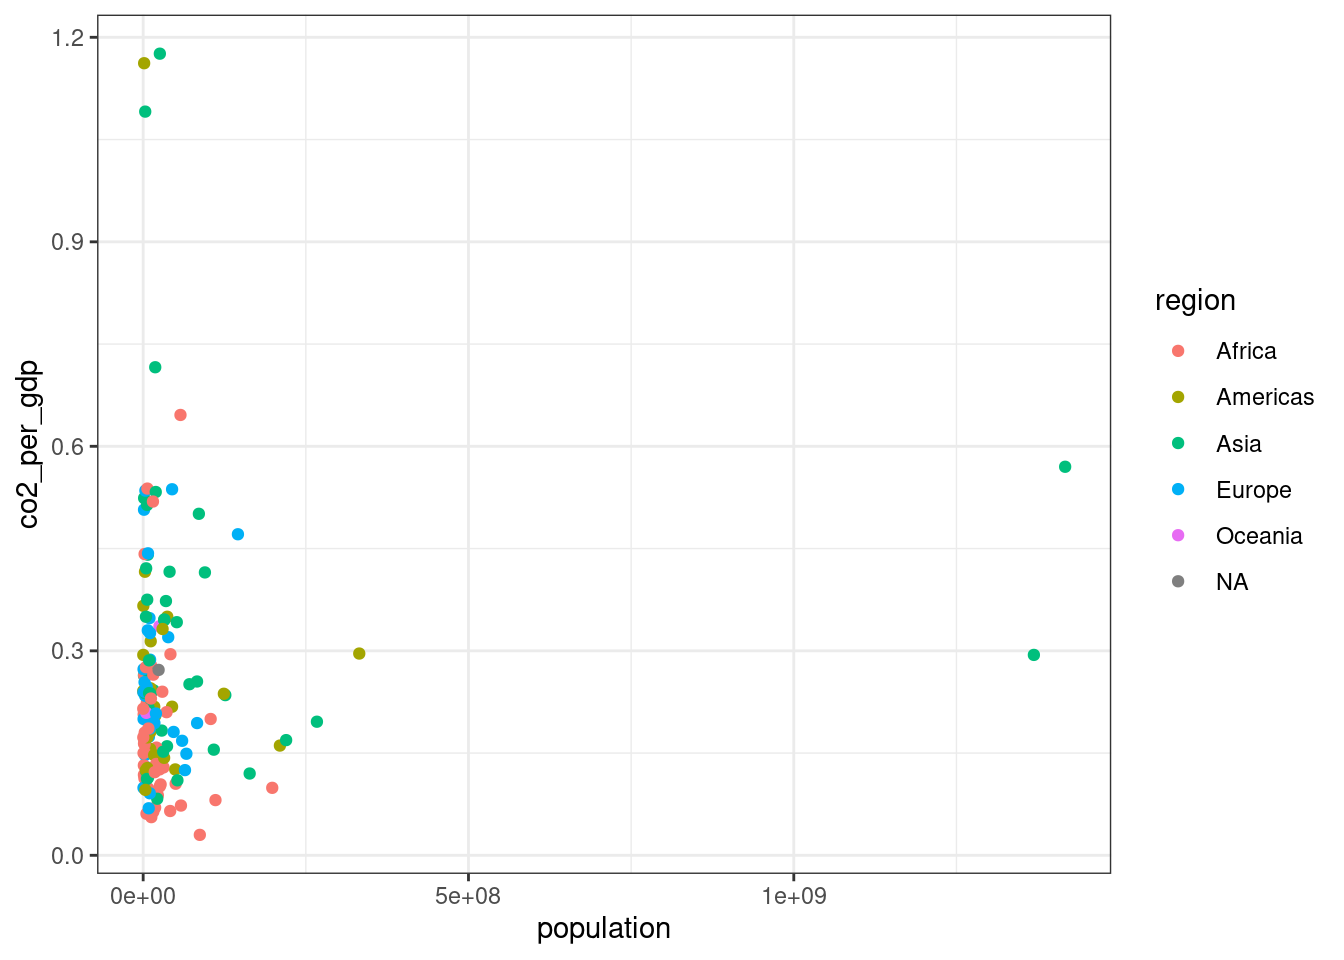 co2_per_gdp
1.2
0.9
0.6
0.3
0.0
0e+00
5e+08
1e+09
population
region
Africa
Americas
Asia
Europe
Oceania
NA